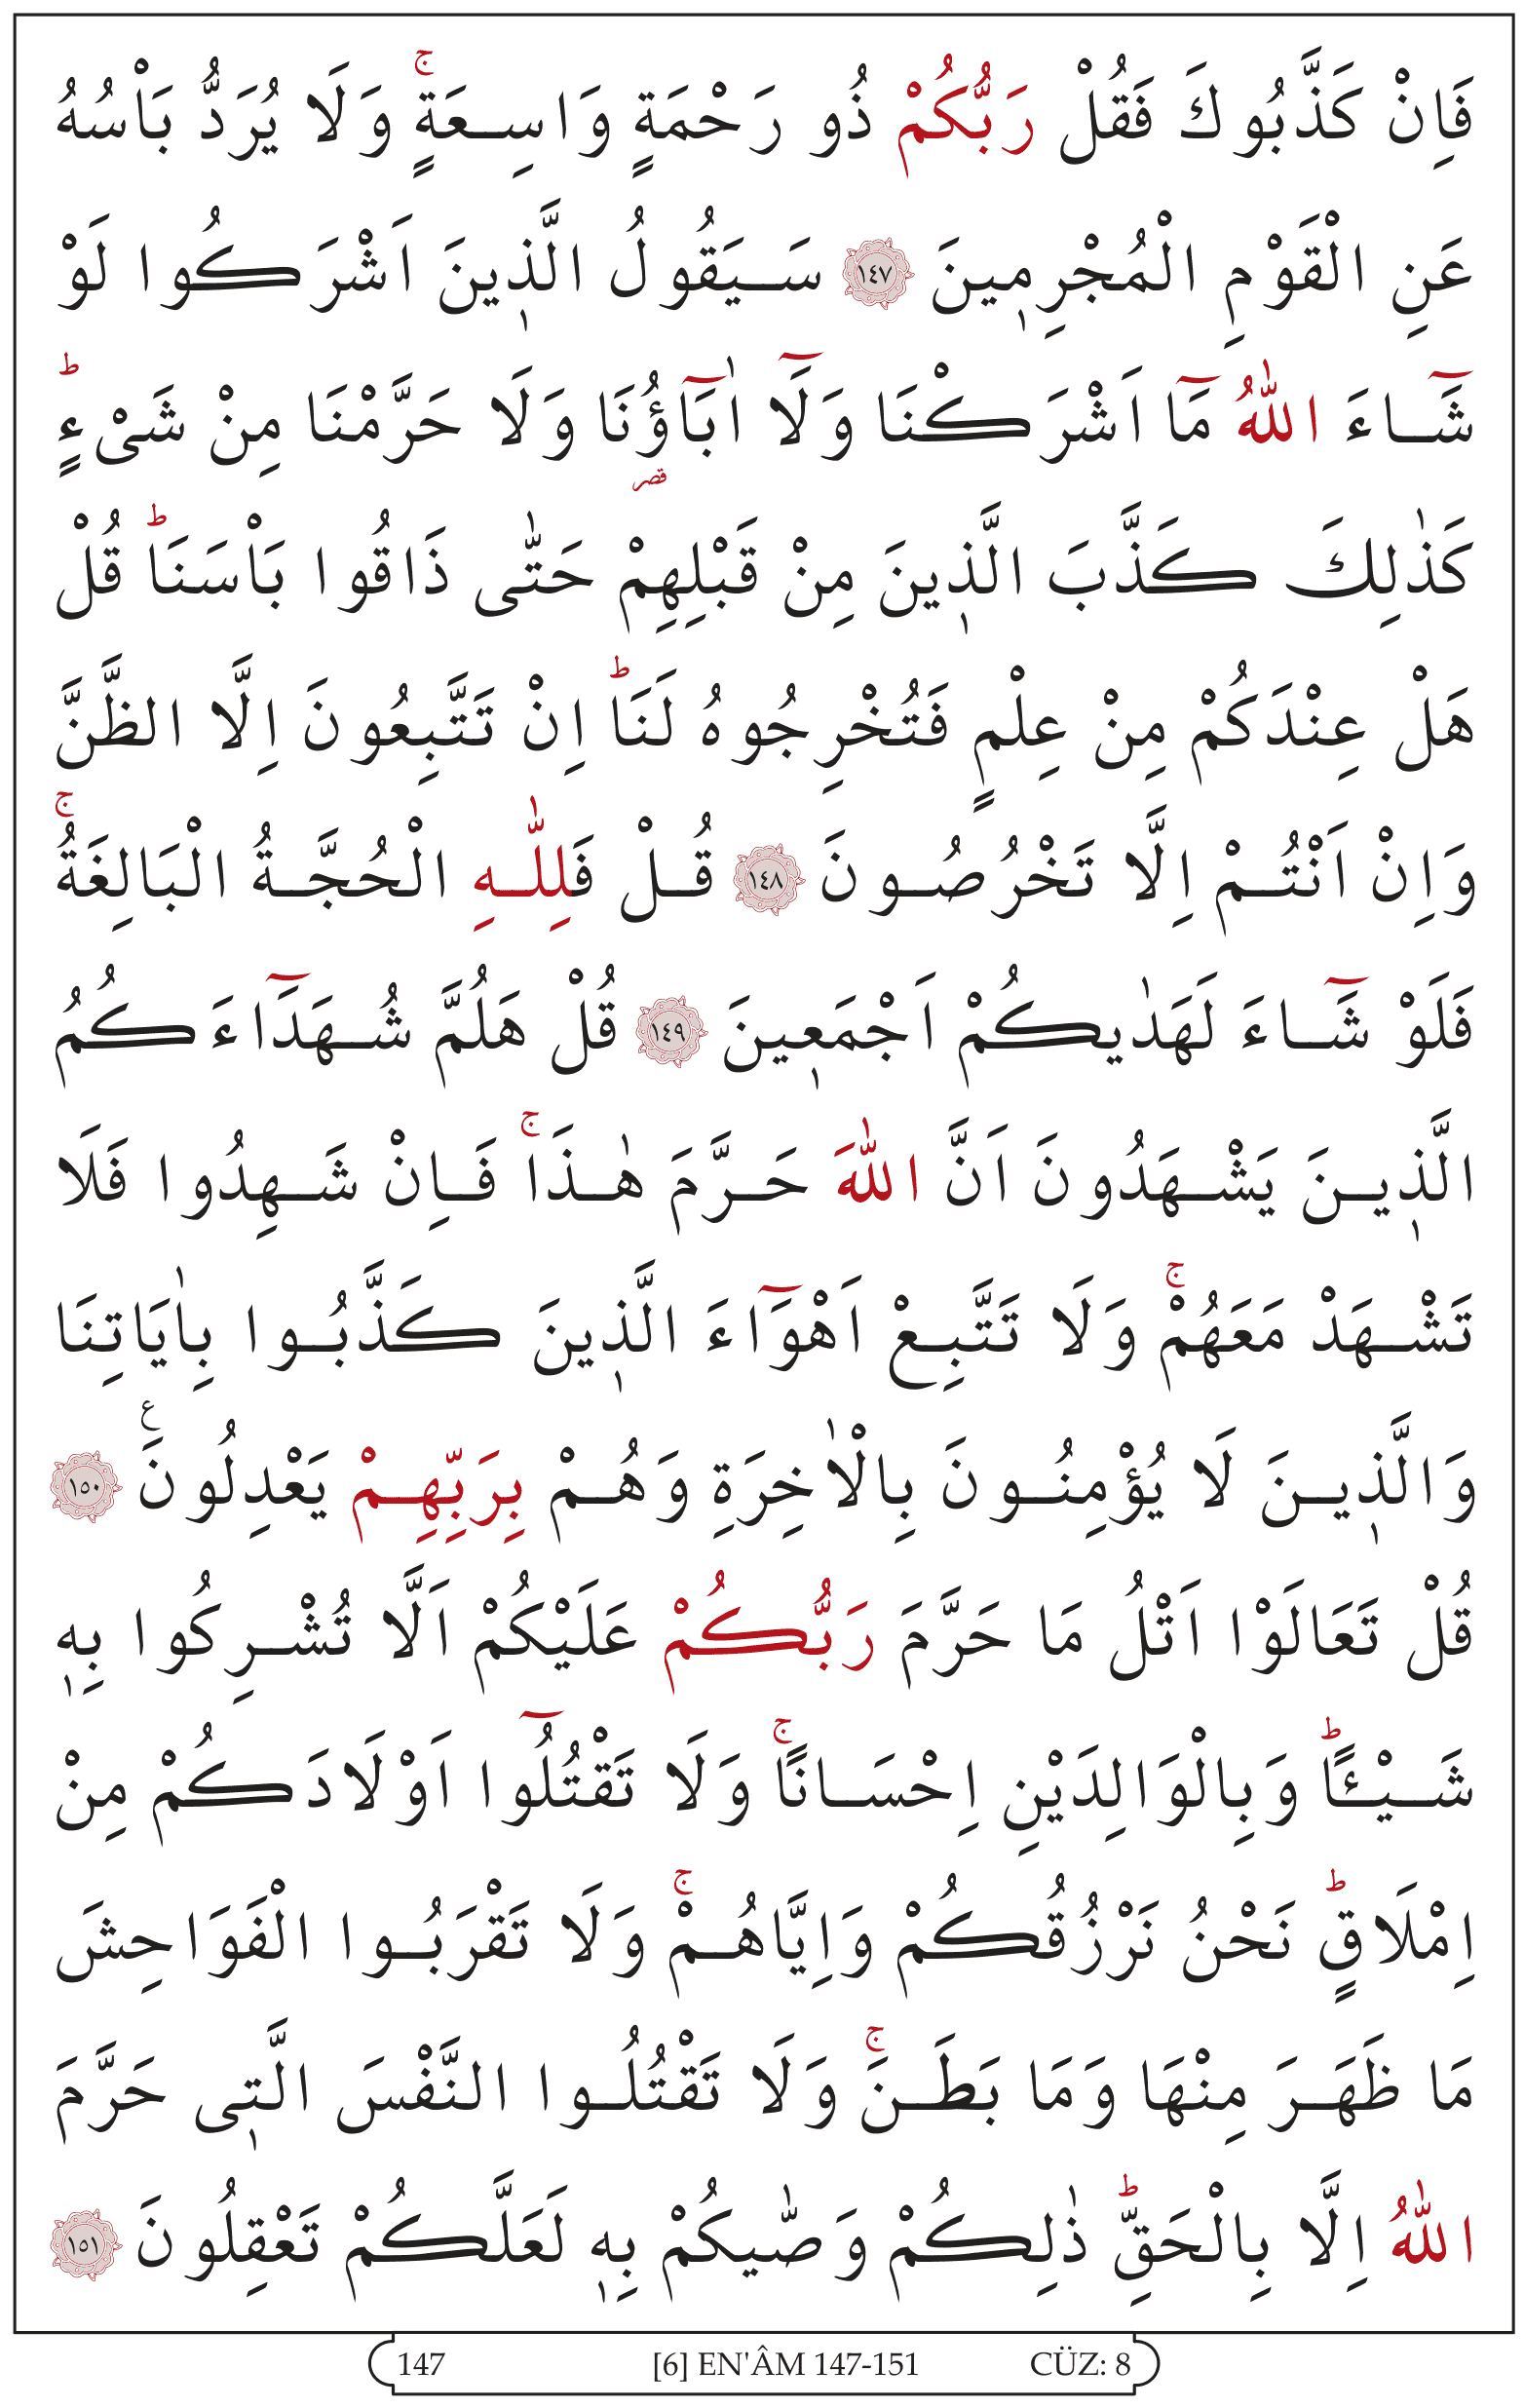 فَاِنْ كَذَّبُوكَ فَقُلْ رَبُّكُمْ ذُو رَحْمَةٍ وَاسِعَةٍۚ وَلَا يُرَدُّ بَاْسُهُ
عَنِ الْقَوْمِ الْمُجْرِم۪ينَ ﴿١٤٧﴾ سَيَقُولُ الَّذ۪ينَ اَشْرَكُوا لَوْ
شَٓاءَ اللّٰهُ مَٓا اَشْرَكْنَا وَلَٓا اٰبَٓاؤُ۬نَا وَلَا حَرَّمْنَا مِنْ شَيْءٍۜ
كَذٰلِكَ كَذَّبَ الَّذ۪ينَ مِنْ قَبْلِهِمْ حَتّٰى ذَاقُوا بَاْسَنَاۜ قُلْ
هَلْ عِنْدَكُمْ مِنْ عِلْمٍ فَتُخْرِجُوهُ لَنَاۜ اِنْ تَتَّبِعُونَ اِلَّا الظَّنَّ
وَاِنْ اَنْتُمْ اِلَّا تَخْرُصُونَ ﴿١٤٨﴾ قُلْ فَلِلّٰهِ الْحُجَّةُ الْبَالِغَةُۚ
فَلَوْ شَٓاءَ لَهَدٰيكُمْ اَجْمَع۪ينَ ﴿١٤٩﴾ قُلْ هَلُمَّ شُهَدَٓاءَكُمُ
الَّذ۪ينَ يَشْهَدُونَ اَنَّ اللّٰهَ حَرَّمَ هٰذَاۚ فَاِنْ شَهِدُوا فَلَا
تَشْهَدْ مَعَهُمْۚ وَلَا تَتَّبِعْ اَهْوَٓاءَ الَّذ۪ينَ كَذَّبُوا بِاٰيَاتِنَا
وَالَّذ۪ينَ لَا يُؤْمِنُونَ بِالْاٰخِرَةِ وَهُمْ بِرَبِّهِمْ يَعْدِلُونَ۟ ﴿١٥٠﴾
قُلْ تَعَالَوْا اَتْلُ مَا حَرَّمَ رَبُّكُمْ عَلَيْكُمْ اَلَّا تُشْرِكُوا بِه۪
شَيْـًٔاۜ وَبِالْوَالِدَيْنِ اِحْسَانًاۚ وَلَا تَقْتُلُٓوا اَوْلَادَكُمْ مِنْ
اِمْلَاقٍۜ نَحْنُ نَرْزُقُكُمْ وَاِيَّاهُمْۚ وَلَا تَقْرَبُوا الْفَوَاحِشَ
مَا ظَهَرَ مِنْهَا وَمَا بَطَنَۚ وَلَا تَقْتُلُوا النَّفْسَ الَّت۪ى حَرَّمَ
اللّٰهُ اِلَّا بِالْحَقِّۜ ذٰلِكُمْ وَصّٰيكُمْ بِه۪ لَعَلَّكُمْ تَعْقِلُونَ ﴿١٥١﴾
147 [6] EN'ÂM 147-151 CÜZ: 8